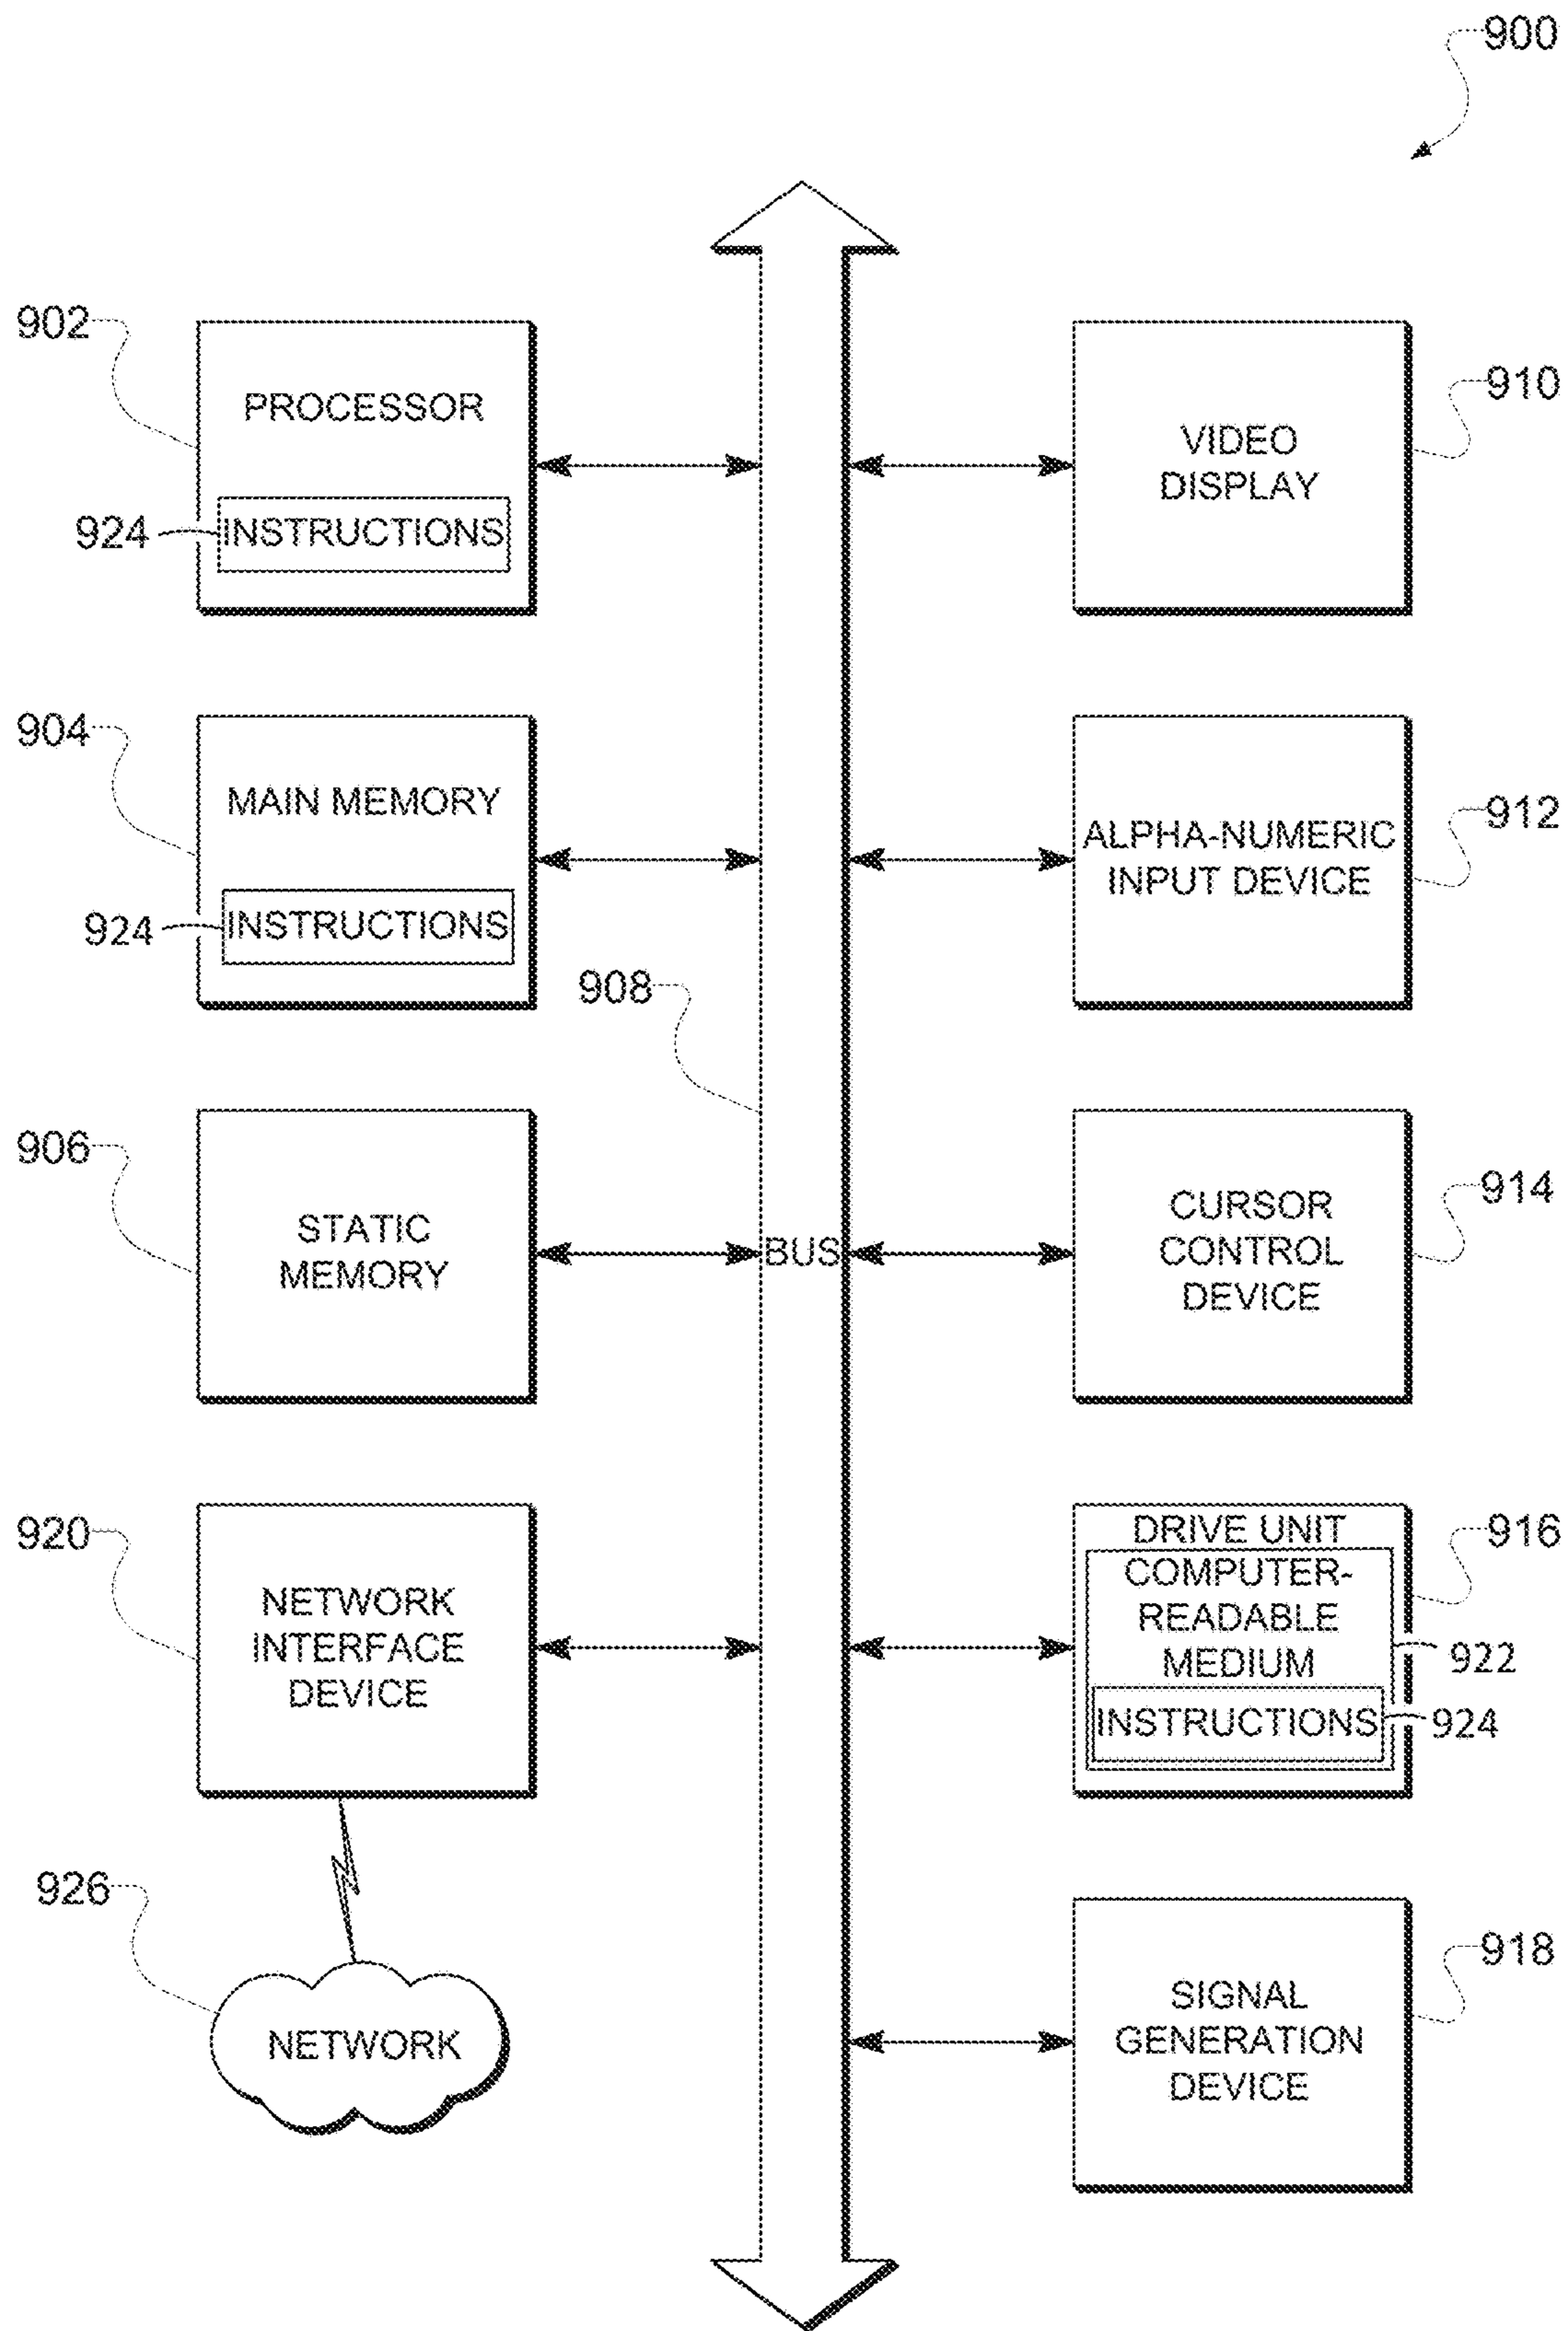 900
902
PROCESSOR
924
INSTRUCTIONS
910
VIDEO
DISPLAY
904
MAIN MEMORY
924
INSTRUCTIONS
912
ALPHA-NUMERIC
INPUT DEVICE
908
BUS
906
STATIC
MEMORY
914
CURSOR
CONTROL
DEVICE
920
NETWORK
INTERFACE
DEVICE
916
DRIVE UNIT
COMPUTER-
READABLE
MEDIUM
922
INSTRUCTIONS
924
926
NETWORK
918
SIGNAL
GENERATION
DEVICE